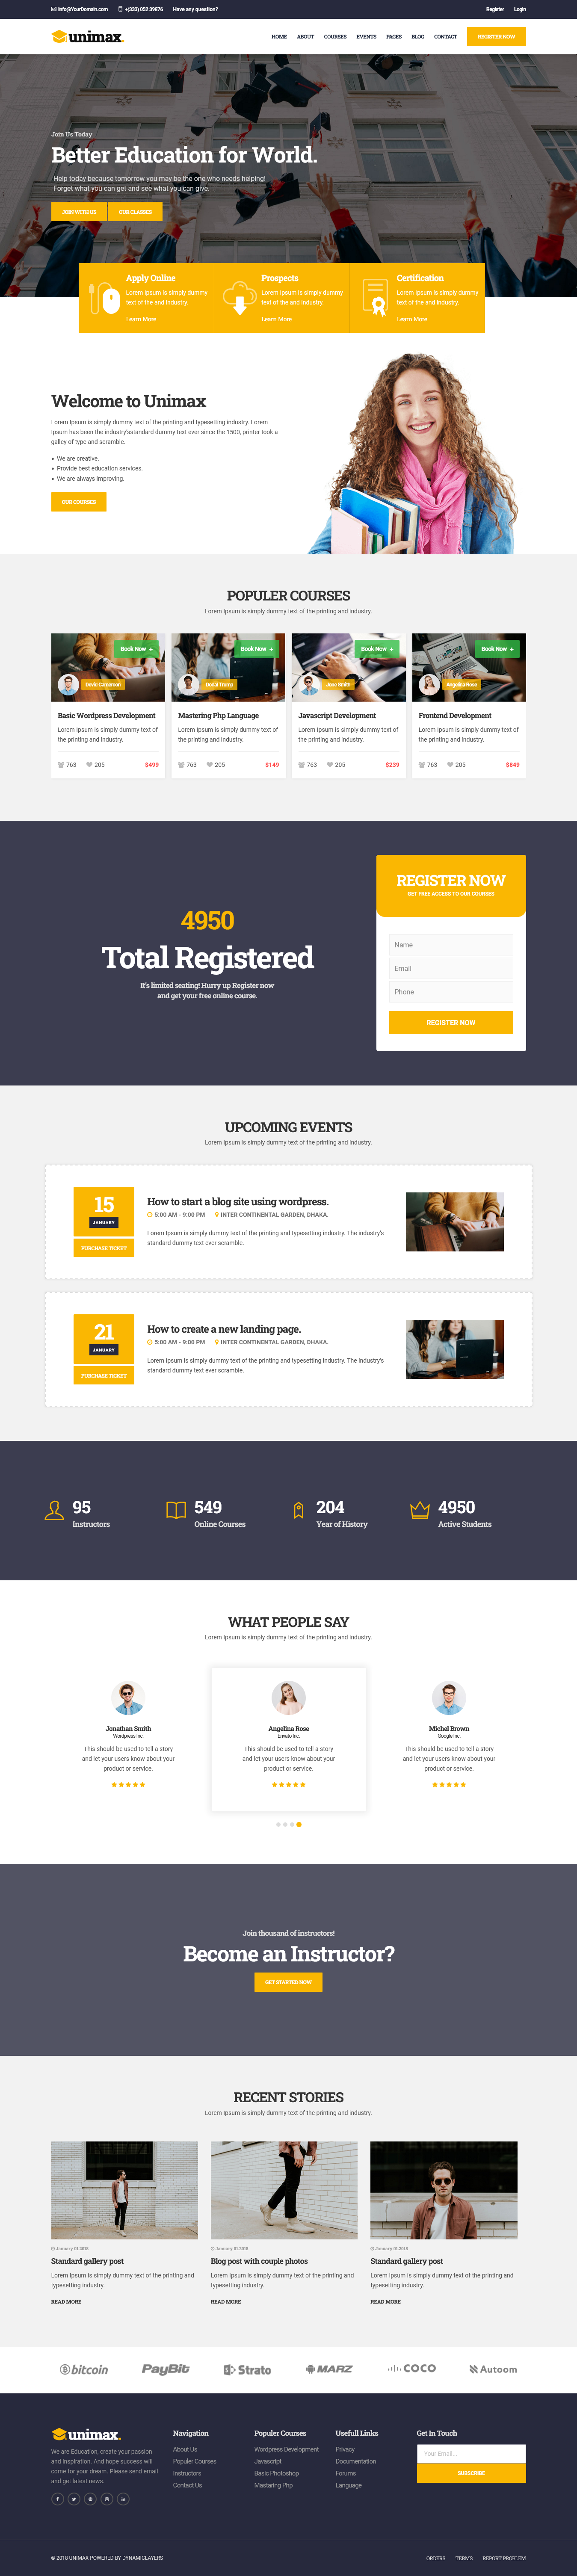 Info@YourDomain.com +(333) 052 39876 Have any question? Register Login
unimax. HOME ABOUT COURSES EVENTS PAGES BLOG CONTACT REGISTER NOW
Join Us Today
Better Education for World.
Help today because tomorrow you may be the one who needs helping!
Forget what you can get and see what you can give.
JOIN WITH US OUR CLASSES
Apply Online
Lorem Ipsum is simply dummy
text of the and industry.
Learn More
Prospects
Lorem Ipsum is simply dummy
text of the and industry.
Learn More
Certification
Lorem Ipsum is simply dummy
text of the and industry.
Learn More
Welcome to Unimax
Lorem Ipsum is simply dummy text of the printing and typesetting industry. Lorem
Ipsum has been the industry'sstandard dummy text ever since the 1500, printer took a
galley of type and scramble.
We are creative.
Provide best education services.
We are always improving.
OUR COURSES
POPULER COURSES
Lorem Ipsum is simply dummy text of the printing and industry.
Book Now +
David Cameroon
Basic Wordpress Development
Lorem Ipsum is simply dummy text of
the printing and industry.
763 205 $499
Book Now +
Donal Trump
Mastering Php Language
Lorem Ipsum is simply dummy text of
the printing and industry.
763 205 $149
Book Now +
Jone Smith
Javascript Development
Lorem Ipsum is simply dummy text of
the printing and industry.
763 205 $239
Book Now +
Angelina Rose
Frontend Development
Lorem Ipsum is simply dummy text of
the printing and industry.
763 205 $849
4950
Total Registered
It's limited seating! Hurry up Register now
and get your free online course.
REGISTER NOW
GET FREE ACCESS TO OUR COURSES
Name
Email
Phone
REGISTER NOW
UPCOMING EVENTS
Lorem Ipsum is simply dummy text of the printing and industry.
15
JANUARY
PURCHASE TICKET
How to start a blog site using wordpress.
5:00 AM - 9:00 PM INTER CONTINENTAL GARDEN, DHAKA.
Lorem Ipsum is simply dummy text of the printing and typesetting industry. The industry's
standard dummy text ever scramble.
21
JANUARY
PURCHASE TICKET
How to create a new landing page.
5:00 AM - 9:00 PM INTER CONTINENTAL GARDEN, DHAKA.
Lorem Ipsum is simply dummy text of the printing and typesetting industry. The industry's
standard dummy text ever scramble.
95
Instructors
549
Online Courses
204
Year of History
4950
Active Students
WHAT PEOPLE SAY
Lorem Ipsum is simply dummy text of the printing and industry.
Jonathan Smith
Wordpress Inc.
This should be used to tell a story
and let your users know about your
product or service.
Angelina Rose
Envato Inc.
This should be used to tell a story
and let your users know about your
product or service.
Michel Brown
Google Inc.
This should be used to tell a story
and let your users know about your
product or service.
Join thousand of instructors!
Become an Instructor?
GET STARTED NOW
RECENT STORIES
Lorem Ipsum is simply dummy text of the printing and industry.
January 01, 2018
Standard gallery post
Lorem Ipsum is simply dummy text of the printing and
typesetting industry.
READ MORE
January 01, 2018
Blog post with couple photos
Lorem Ipsum is simply dummy text of the printing and
typesetting industry.
READ MORE
January 01, 2018
Standard gallery post
Lorem Ipsum is simply dummy text of the printing and
typesetting industry.
READ MORE
bitcoin PayBit Strato MARZ COCO Autoom
unimax.
We are Education, create your passion
and inspiration. And hope success will
come for your dream. Please send email
and get latest news.
Navigation
About Us
Populer Courses
Instructors
Contact Us
Populer Courses
Wordpress Development
Javascript
Basic Photoshop
Mastaring Php
Usefull Links
Privacy
Documentation
Forums
Language
Get In Touch
Your Email...
SUBSCRIBE
© 2018 UNIMAX POWERED BY DYNAMICLAYERS
ORDERS TERMS REPORT PROBLEM